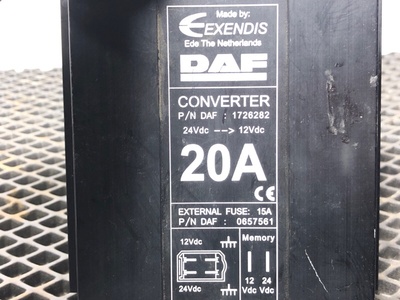 Made by:
EXENDIS
Ede The Netherlands
DAF
CONVERTER
P/N DAF : 1726282
24Vdc --> 12Vdc
20A
CE
EXTERNAL FUSE: 15A
P/N DAF : 0657561
12Vdc Memory
24Vdc 12 24
Vdc Vdc